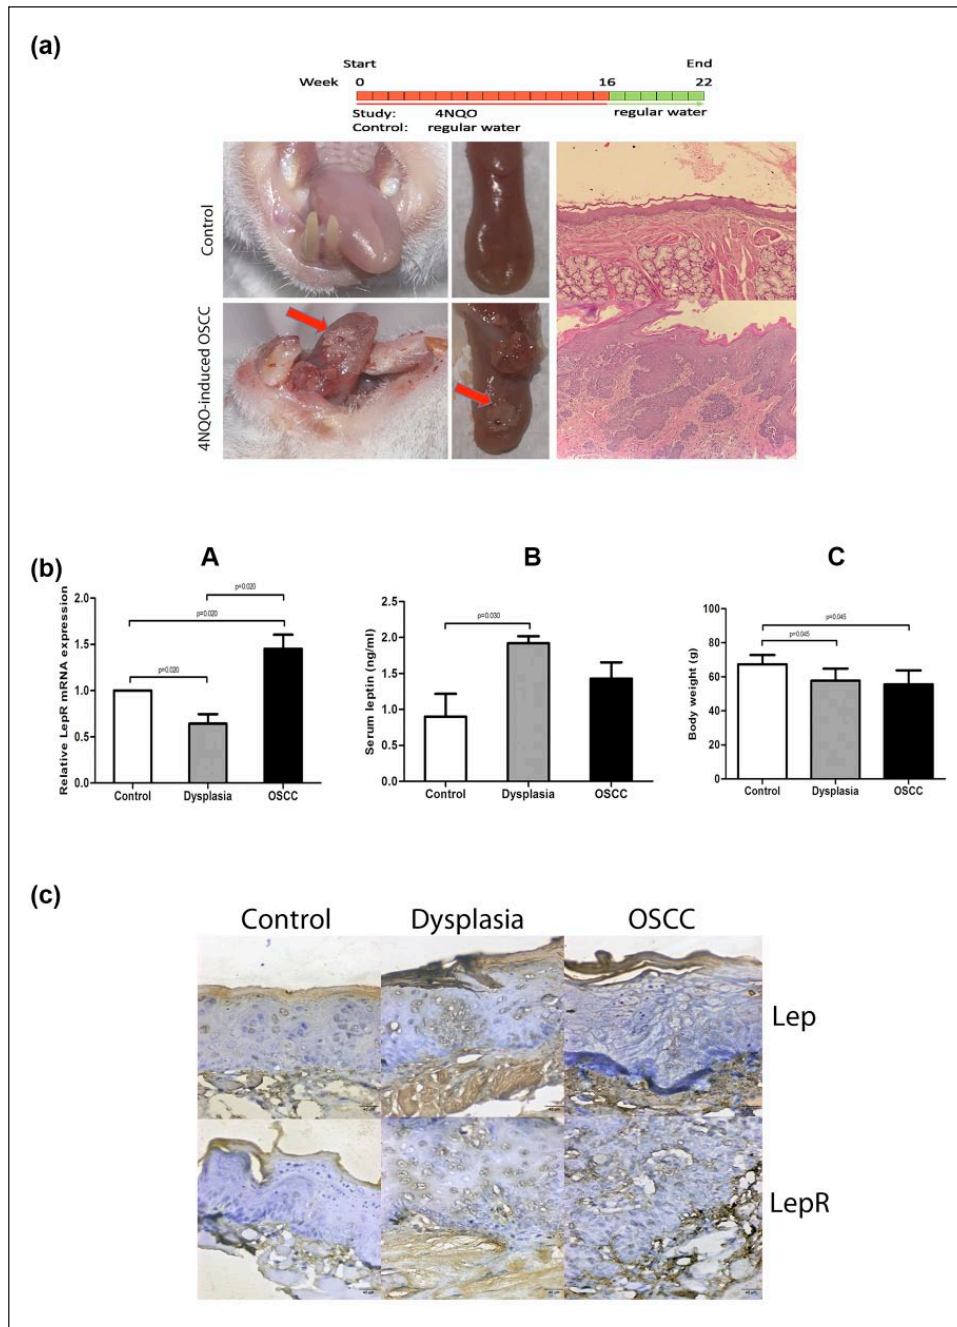 (a)
Start End
Week 0 16 22
Study: 4NQO regular water
Control: regular water
Control
4NQO-induced OSCC
(b)
A
Relative LepR mRNA expression
2.0
1.5
1.0
0.5
0.0
p=0.020
p=0.020
p=0.020
Control Dysplasia OSCC
B
Serum leptin (ng/ml)
2.5
2.0
1.5
1.0
0.5
0.0
p=0.030
Control Dysplasia OSCC
C
Body weight (g)
100
80
60
40
20
0
p=0.045
p=0.045
Control Dysplasia OSCC
(c)
Control Dysplasia OSCC
Lep
LepR